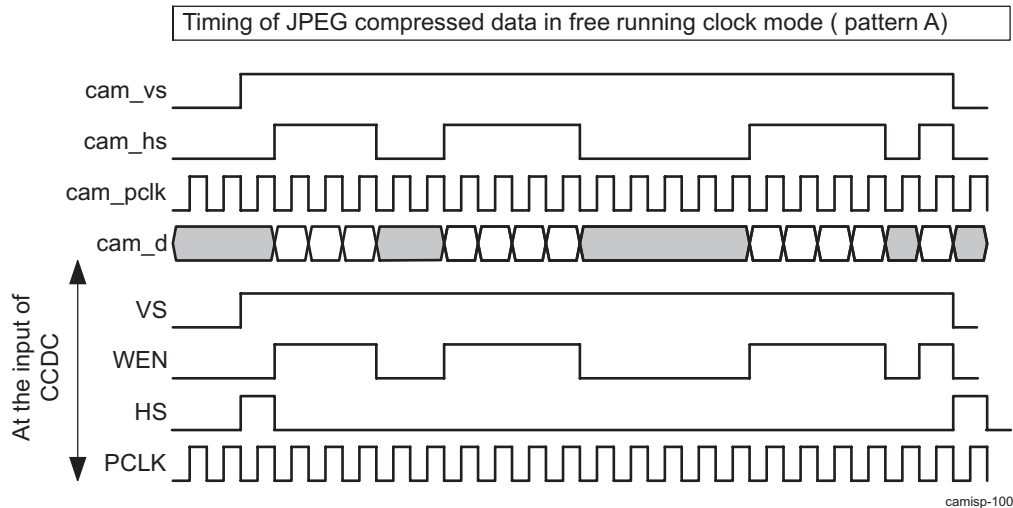 Timing of JPEG compressed data in free running clock mode ( pattern A)
cam_vs
cam_hs
cam_pclk
cam_d
At the input of
CCDC
VS
WEN
HS
PCLK
camisp-100